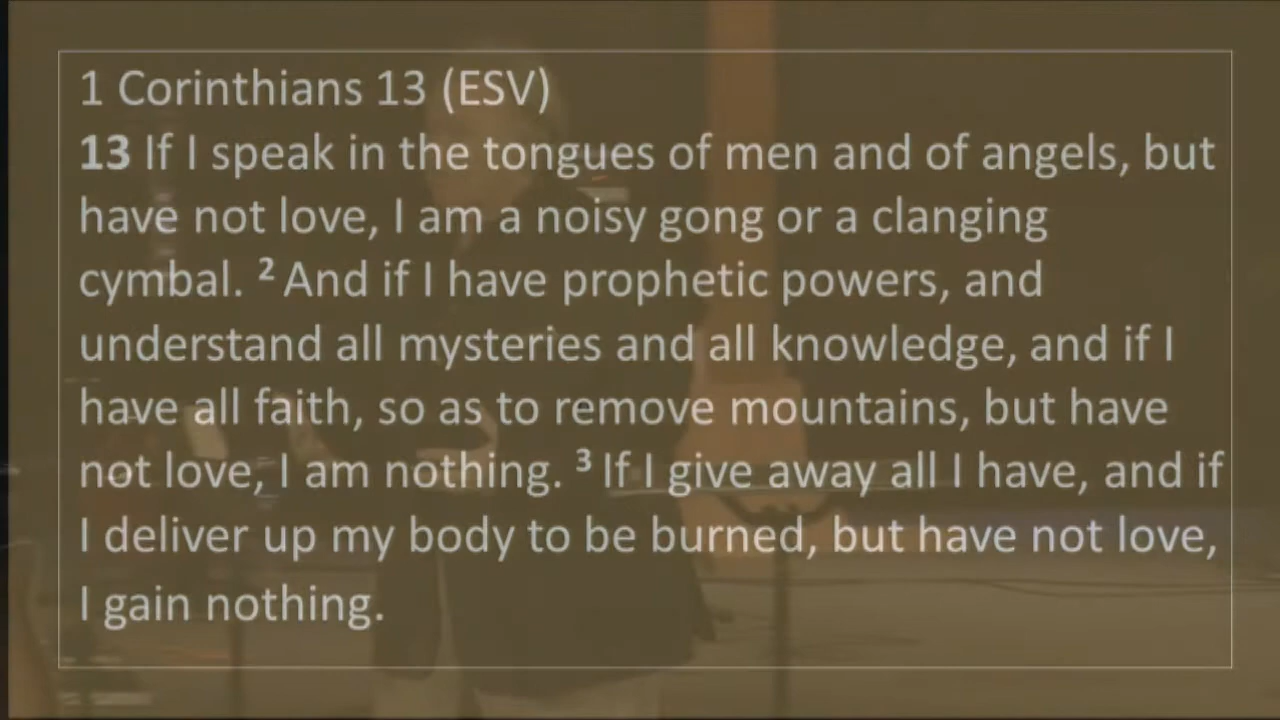 1 Corinthians 13 (ESV)
13 If I speak in the tongues of men and of angels, but
have not love, I am a noisy gong or a clanging
cymbal. ² And if I have prophetic powers, and
understand all mysteries and all knowledge, and if I
have all faith, so as to remove mountains, but have
not love, I am nothing. ³ If I give away all I have, and if
I deliver up my body to be burned, but have not love,
I gain nothing.